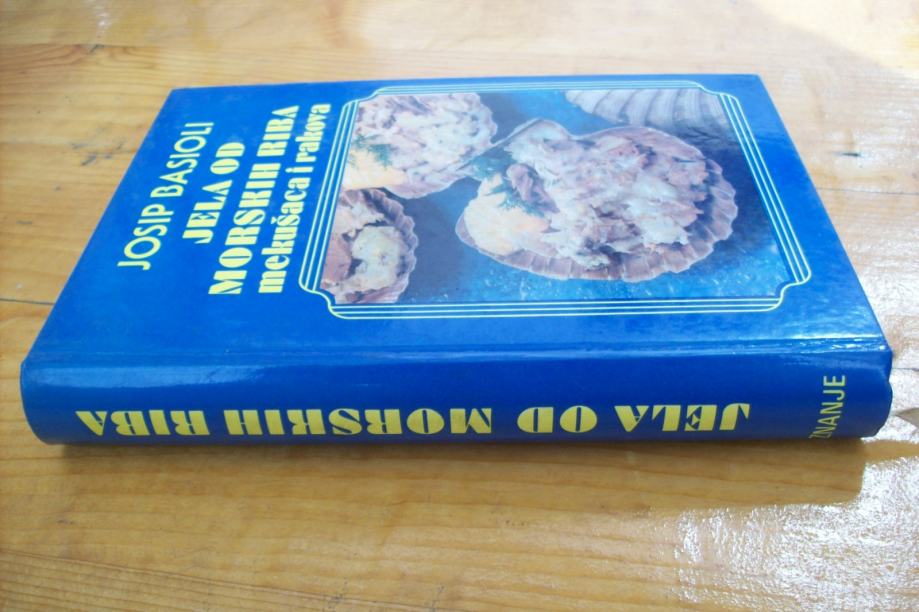 JOSIP BASIOLI
JELA OD
MORSKIH RIBA
mekušaca i rakova
JELA OD MORSKIH RIBA
ZNANJE